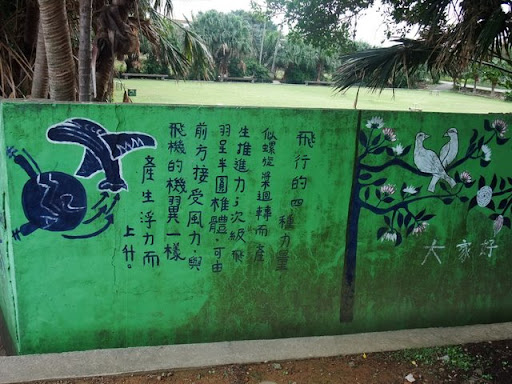 飛行的四種力量
似螺旋槳迴轉而產
生推進力;次級飛
羽呈半圓椎體,可由
前方接受風力,與
飛機的機翼一樣
產生浮力而
上升。
大家好